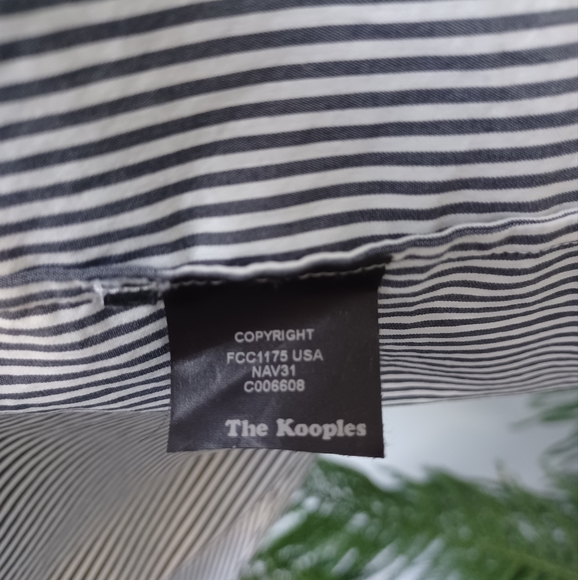 COPYRIGHT
FCC1175 USA
NAV31
C006608
The Kooples